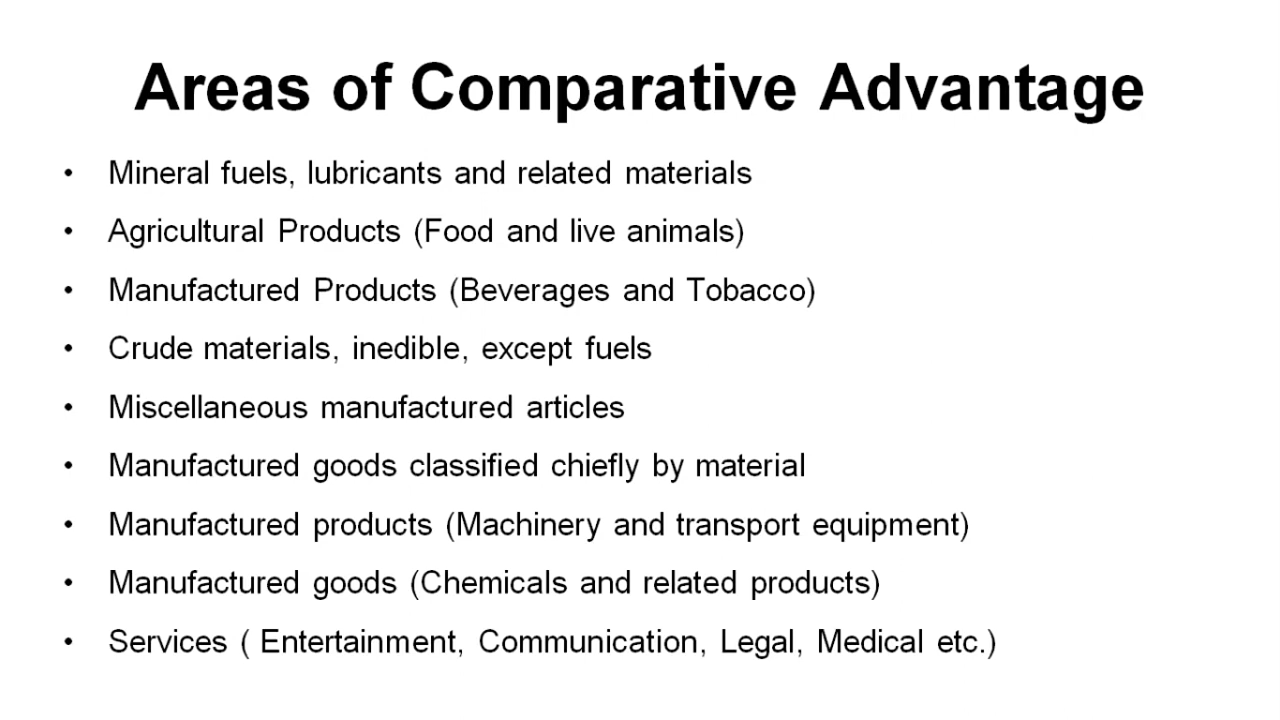 Areas of Comparative Advantage
• Mineral fuels, lubricants and related materials
• Agricultural Products (Food and live animals)
• Manufactured Products (Beverages and Tobacco)
• Crude materials, inedible, except fuels
• Miscellaneous manufactured articles
• Manufactured goods classified chiefly by material
• Manufactured products (Machinery and transport equipment)
• Manufactured goods (Chemicals and related products)
• Services ( Entertainment, Communication, Legal, Medical etc.)